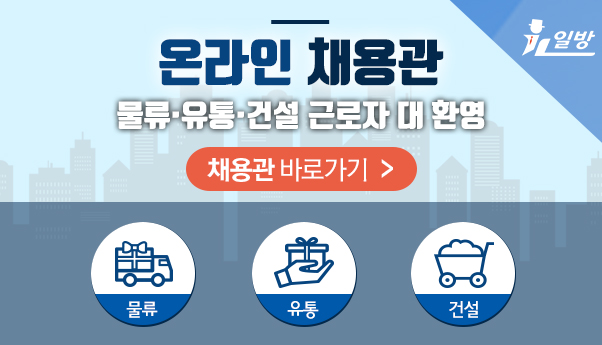 일방
온라인 채용관
물류·유통·건설 근로자 대 환영
채용관 바로가기 >
물류
유통
건설